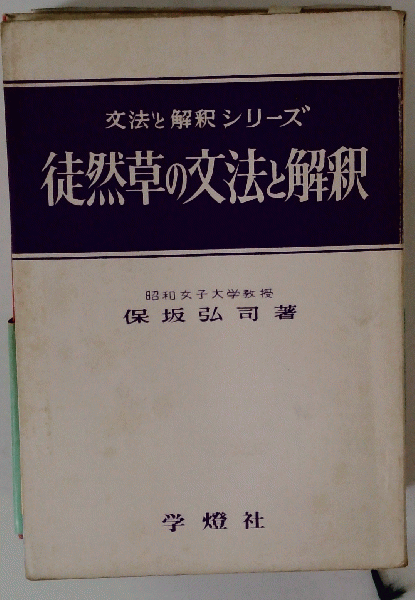 文法と解釈シリーズ
徒然草の文法と解釈
昭和女子大学教授
保坂弘司著
学燈社